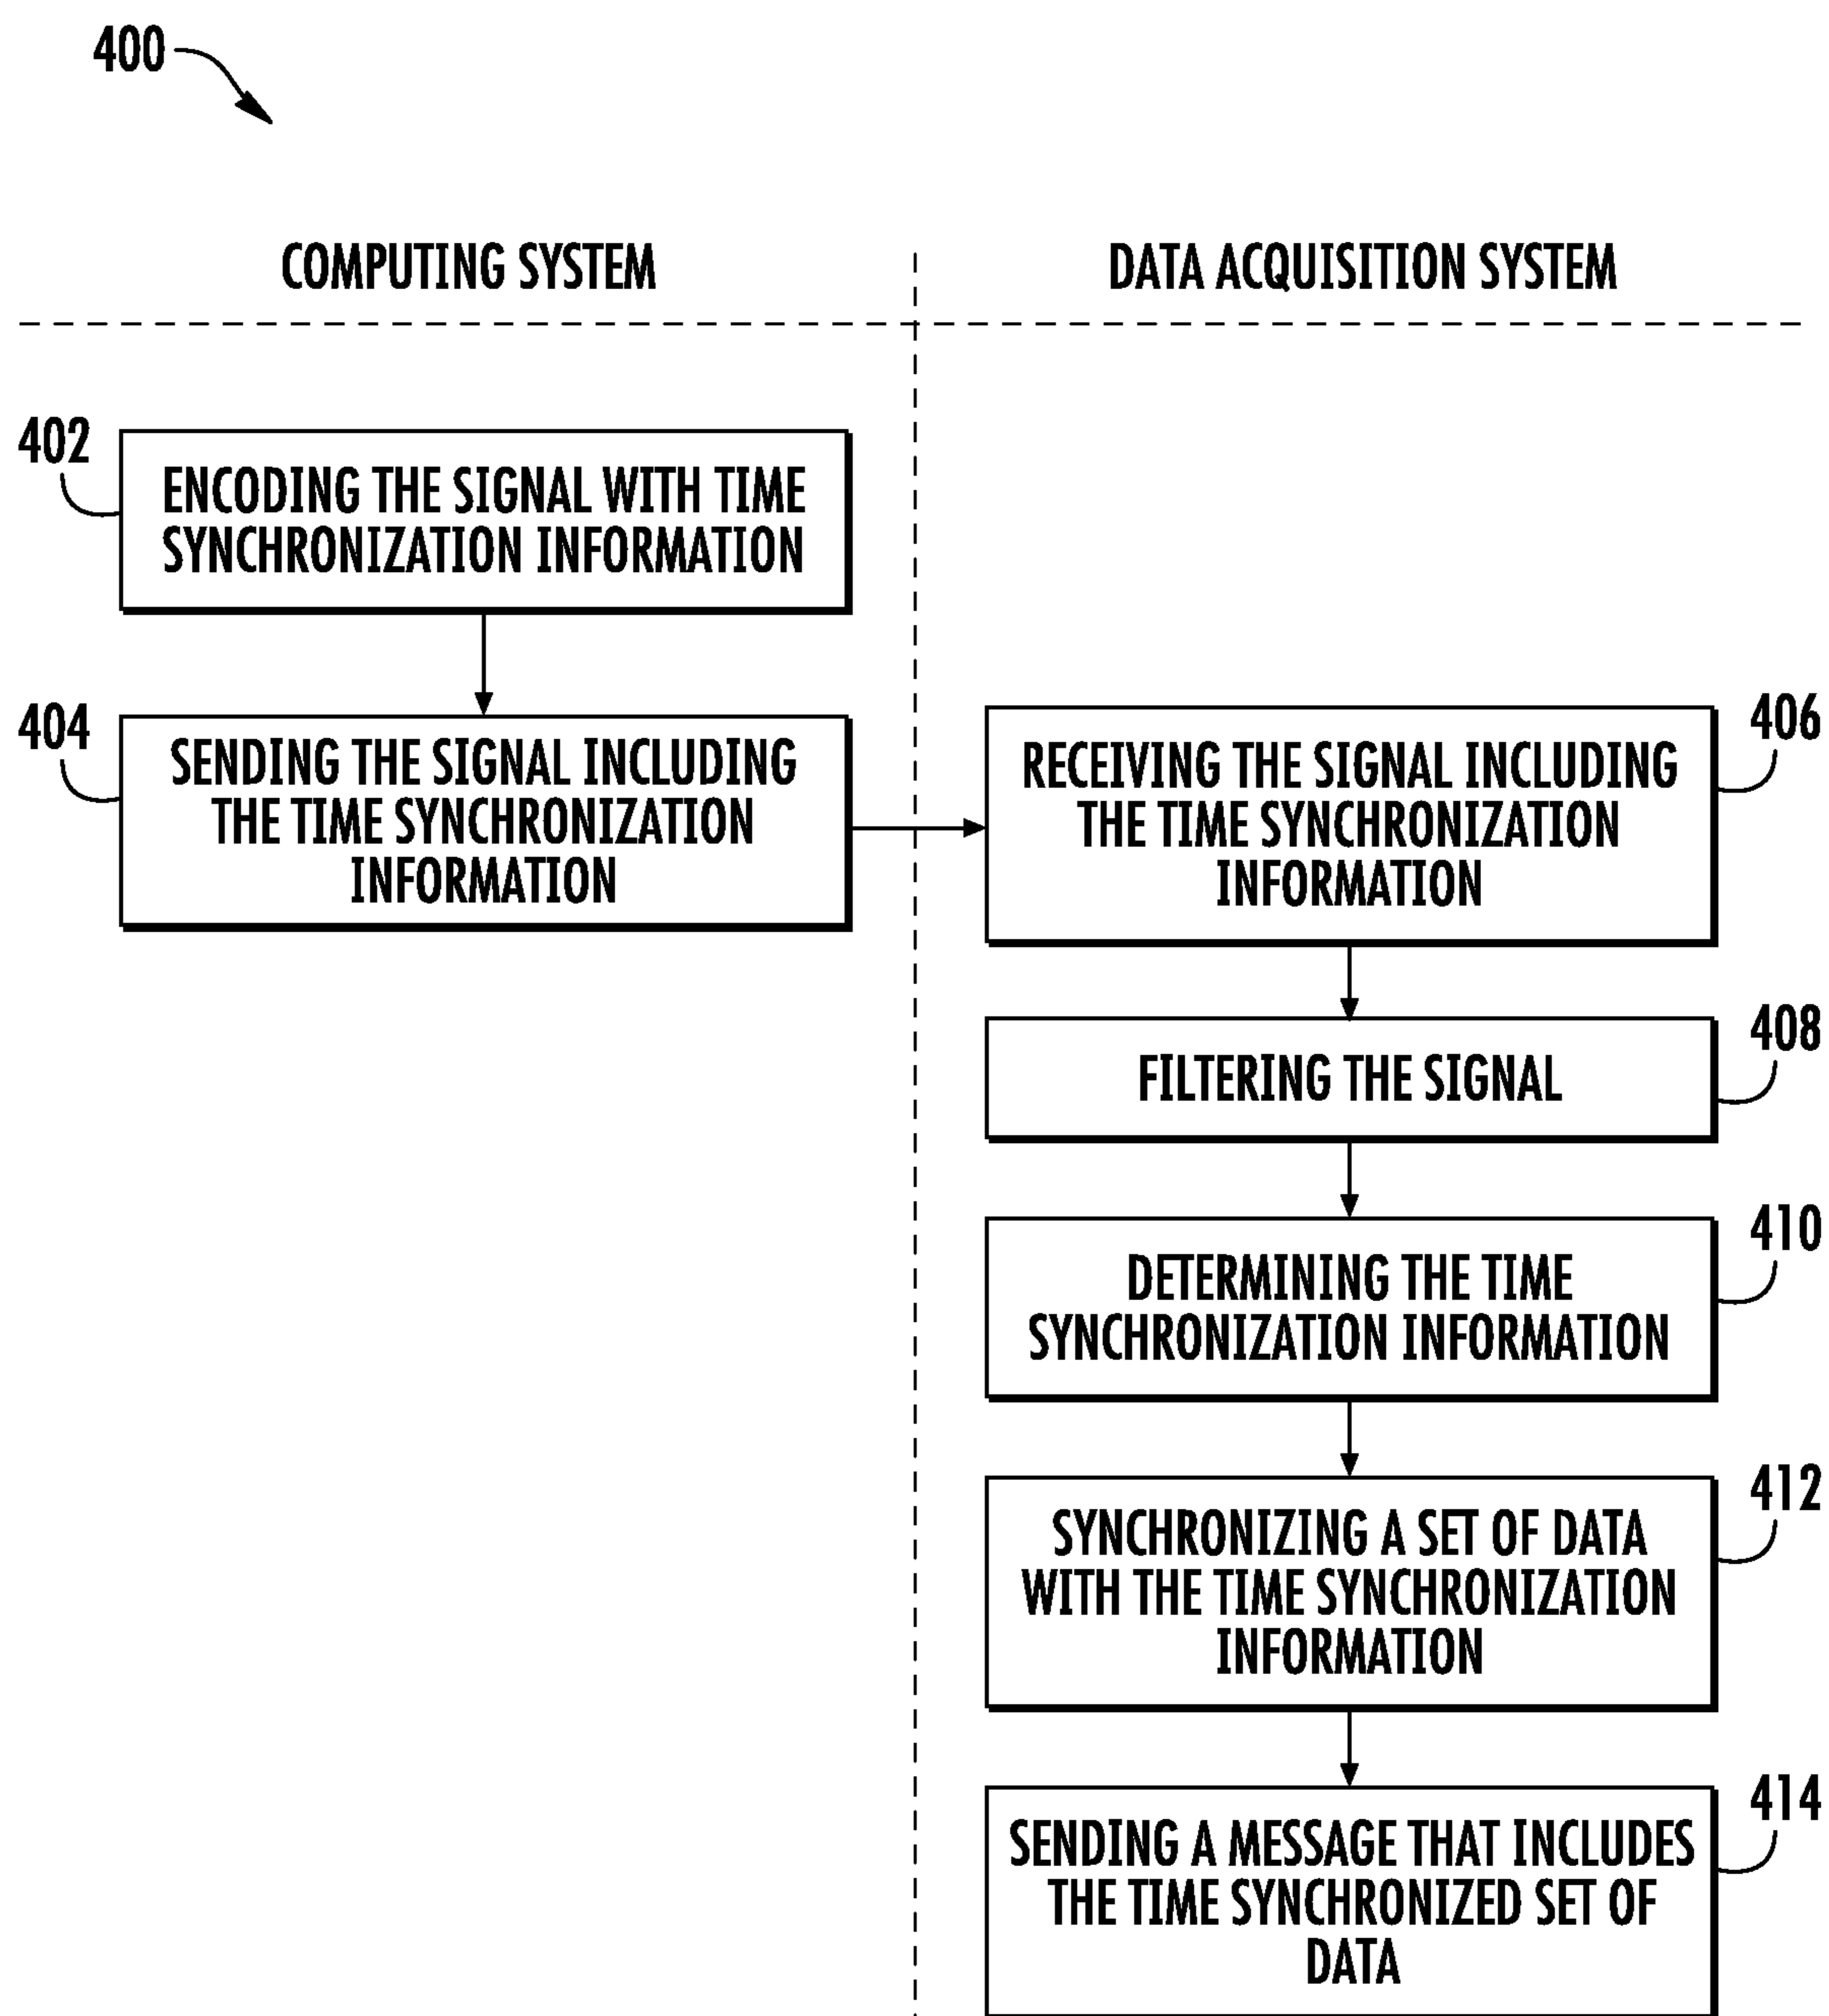 400
COMPUTING SYSTEM
DATA ACQUISITION SYSTEM
402
ENCODING THE SIGNAL WITH TIME
SYNCHRONIZATION INFORMATION
404
SENDING THE SIGNAL INCLUDING
THE TIME SYNCHRONIZATION
INFORMATION
406
RECEIVING THE SIGNAL INCLUDING
THE TIME SYNCHRONIZATION
INFORMATION
408
FILTERING THE SIGNAL
410
DETERMINING THE TIME
SYNCHRONIZATION INFORMATION
412
SYNCHRONIZING A SET OF DATA
WITH THE TIME SYNCHRONIZATION
INFORMATION
414
SENDING A MESSAGE THAT INCLUDES
THE TIME SYNCHRONIZED SET OF
DATA